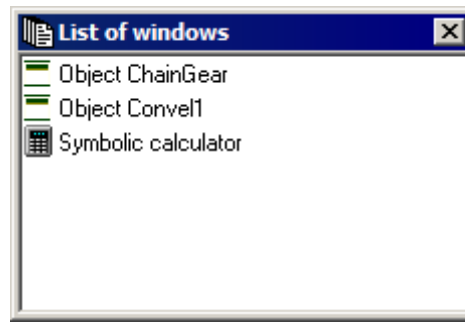 List of windows
Object ChainGear
Object Convel1
Symbolic calculator